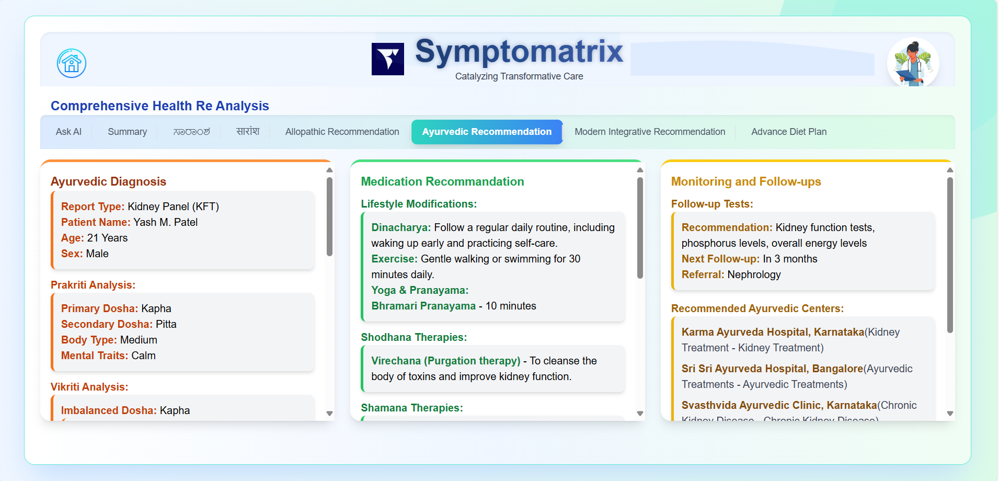 Symptomatrix
Catalyzing Transformative Care
Comprehensive Health Re Analysis
Ask AI
Summary
ಸಾರಾಂಶ
सारांश
Allopathic Recommendation
Ayurvedic Recommendation
Modern Integrative Recommendation
Advance Diet Plan
Ayurvedic Diagnosis
Report Type: Kidney Panel (KFT)
Patient Name: Yash M. Patel
Age: 21 Years
Sex: Male
Prakriti Analysis:
Primary Dosha: Kapha
Secondary Dosha: Pitta
Body Type: Medium
Mental Traits: Calm
Vikriti Analysis:
Imbalanced Dosha: Kapha
Medication Recommandation
Lifestyle Modifications:
Dinacharya: Follow a regular daily routine, including
waking up early and practicing self-care.
Exercise: Gentle walking or swimming for 30
minutes daily.
Yoga & Pranayama:
Bhramari Pranayama - 10 minutes
Shodhana Therapies:
Virechana (Purgation therapy) - To cleanse the
body of toxins and improve kidney function.
Shamana Therapies:
Monitoring and Follow-ups
Follow-up Tests:
Recommendation: Kidney function tests,
phosphorus levels, overall energy levels
Next Follow-up: In 3 months
Referral: Nephrology
Recommended Ayurvedic Centers:
Karma Ayurveda Hospital, Karnataka(Kidney
Treatment - Kidney Treatment)
Sri Sri Ayurveda Hospital, Bangalore(Ayurvedic
Treatments - Ayurvedic Treatments)
Svasthvida Ayurvedic Clinic, Karnataka(Chronic
Kidney Disease - Chronic Kidney Disease)